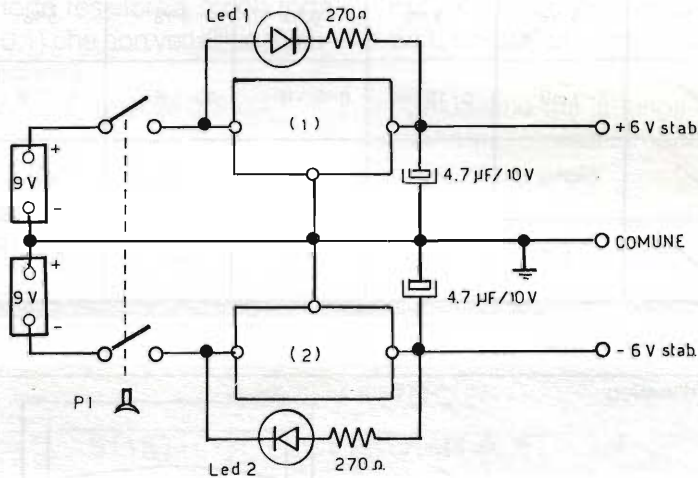 Led 1
270 Ω
(1)
+ 6 V stab.
+
9 V
-
4.7 µF/10 V
COMUNE
+
9 V
-
4.7 µF/10 V
(2)
- 6 V stab.
P1
Led 2
270 Ω